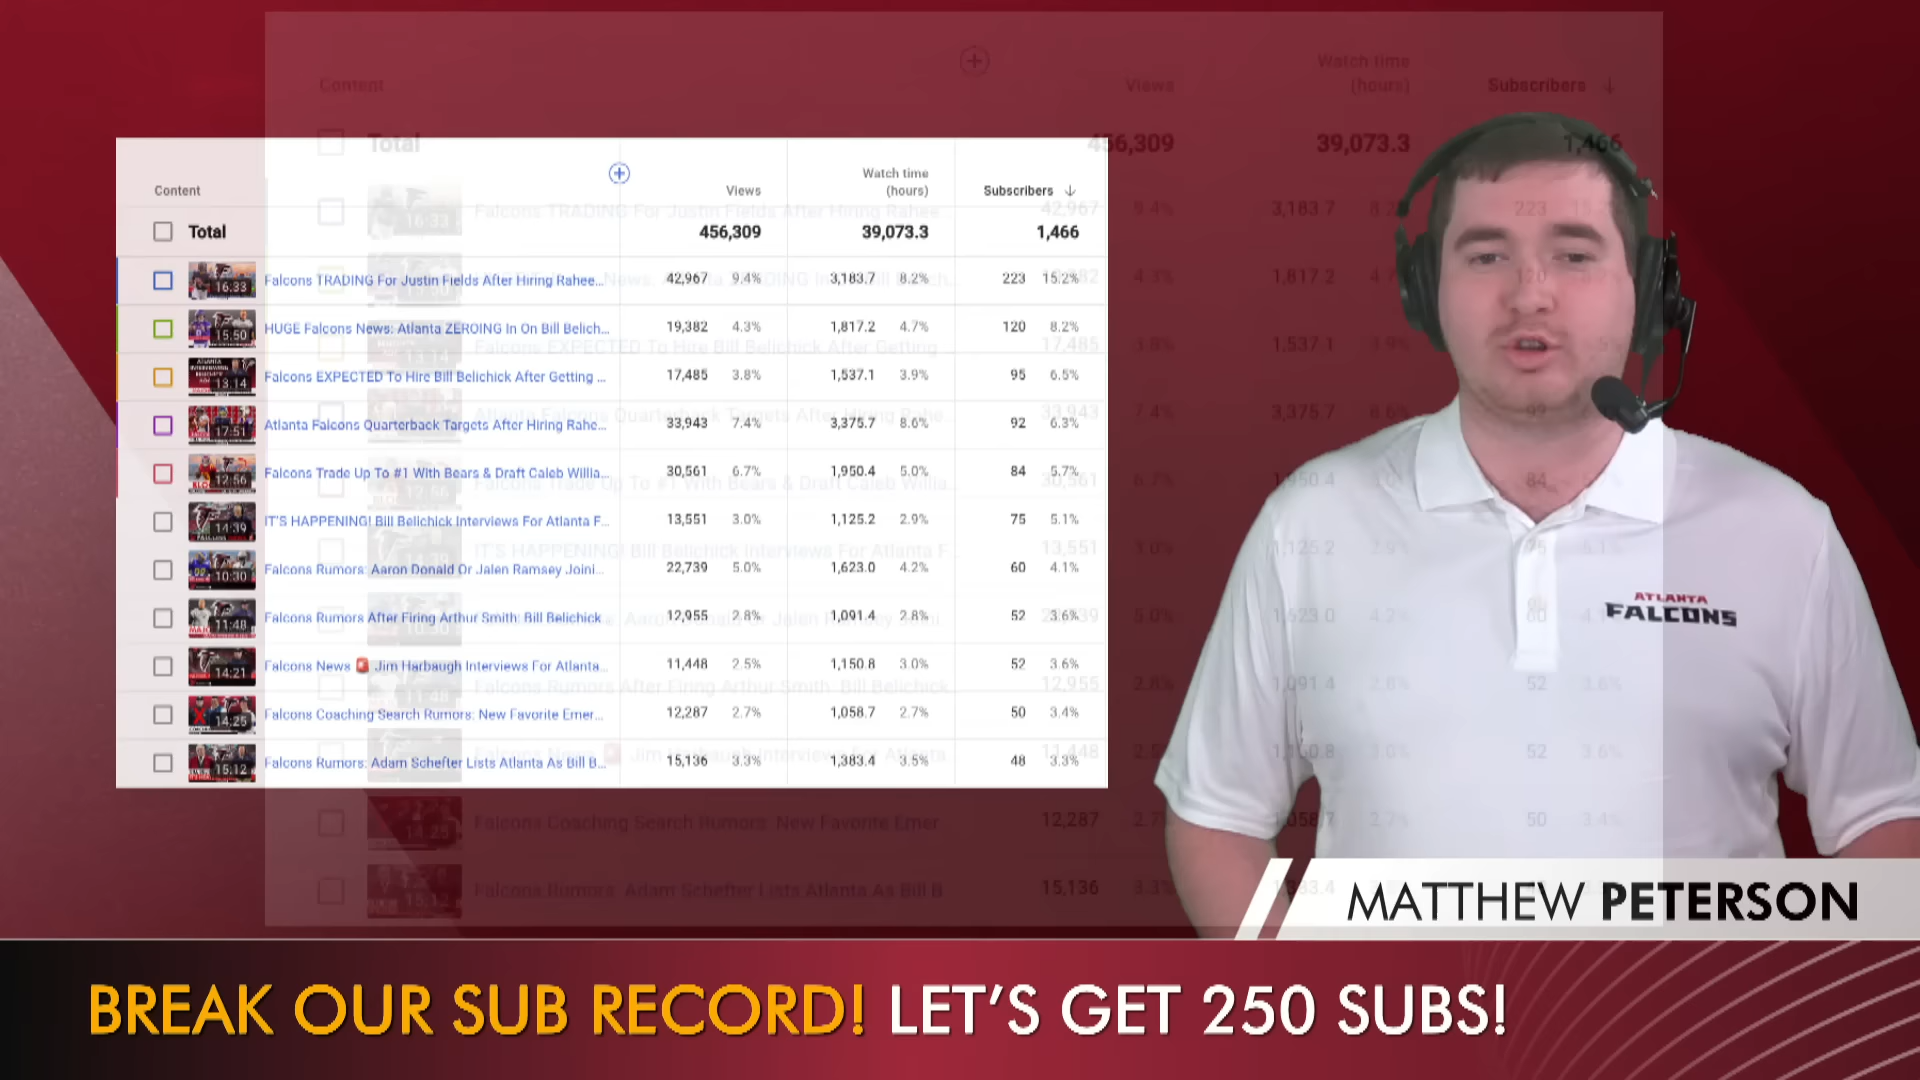 Content
Views
Watch time
(hours)
Subscribers
Total 456,309 39,073.3 1,466
16:33 Falcons TRADING For Justin Fields After Hiring Rahee... 42,967 9.4% 3,183.7 8.2% 223 15.2%
15:50 HUGE Falcons News: Atlanta ZEROING In On Bill Belich... 19,382 4.3% 1,817.2 4.7% 120 8.2%
13:14 Falcons EXPECTED To Hire Bill Belichick After Getting ... 17,485 3.8% 1,537.1 3.9% 95 6.5%
17:51 Atlanta Falcons Quarterback Targets After Hiring Rahe... 33,943 7.4% 3,375.7 8.6% 92 6.3%
12:56 Falcons Trade Up To #1 With Bears & Draft Caleb Willia... 30,561 6.7% 1,950.4 5.0% 84 5.7%
14:39 IT'S HAPPENING! Bill Belichick Interviews For Atlanta F... 13,551 3.0% 1,125.2 2.9% 75 5.1%
10:30 Falcons Rumors: Aaron Donald Or Jalen Ramsey Joini... 22,739 5.0% 1,623.0 4.2% 60 4.1%
11:48 Falcons Rumors After Firing Arthur Smith: Bill Belichick 12,955 2.8% 1,091.4 2.8% 52 3.6%
14:21 Falcons News 🚨 Jim Harbaugh Interviews For Atlanta... 11,448 2.5% 1,150.8 3.0% 52 3.6%
14:25 Falcons Coaching Search Rumors: New Favorite Emer... 12,287 2.7% 1,058.7 2.7% 50 3.4%
15:12 Falcons Rumors: Adam Schefter Lists Atlanta As Bill B... 15,136 3.3% 1,383.4 3.5% 48 3.3%
ATLANTA
FALCONS
MATTHEW PETERSON
BREAK OUR SUB RECORD! LET'S GET 250 SUBS!